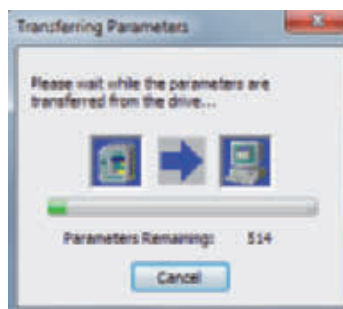 Transferring Parameters
Please wait while the parameters are
transferred from the drive...
Parameters Remaining: 514
Cancel